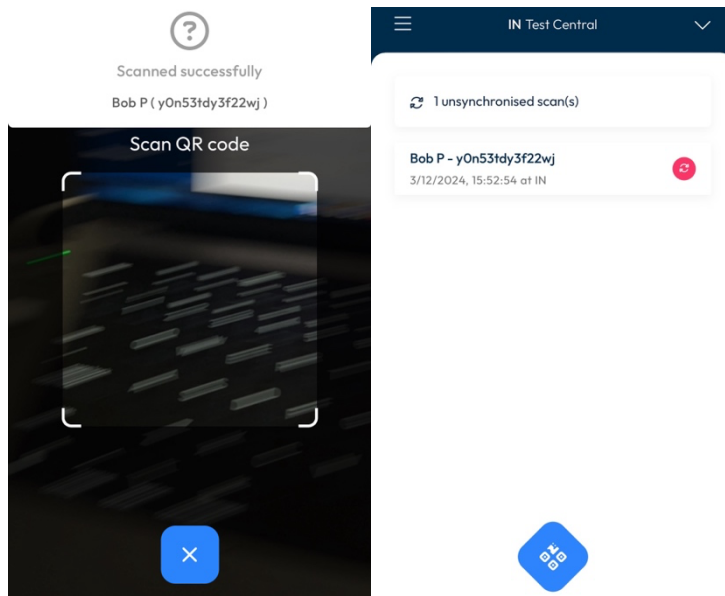 ?
Scanned successfully
Bob P ( y0n53tdy3f22wj )
Scan QR code
IN Test Central
1 unsynchronised scan(s)
Bob P - y0n53tdy3f22wj
3/12/2024, 15:52:54 at IN